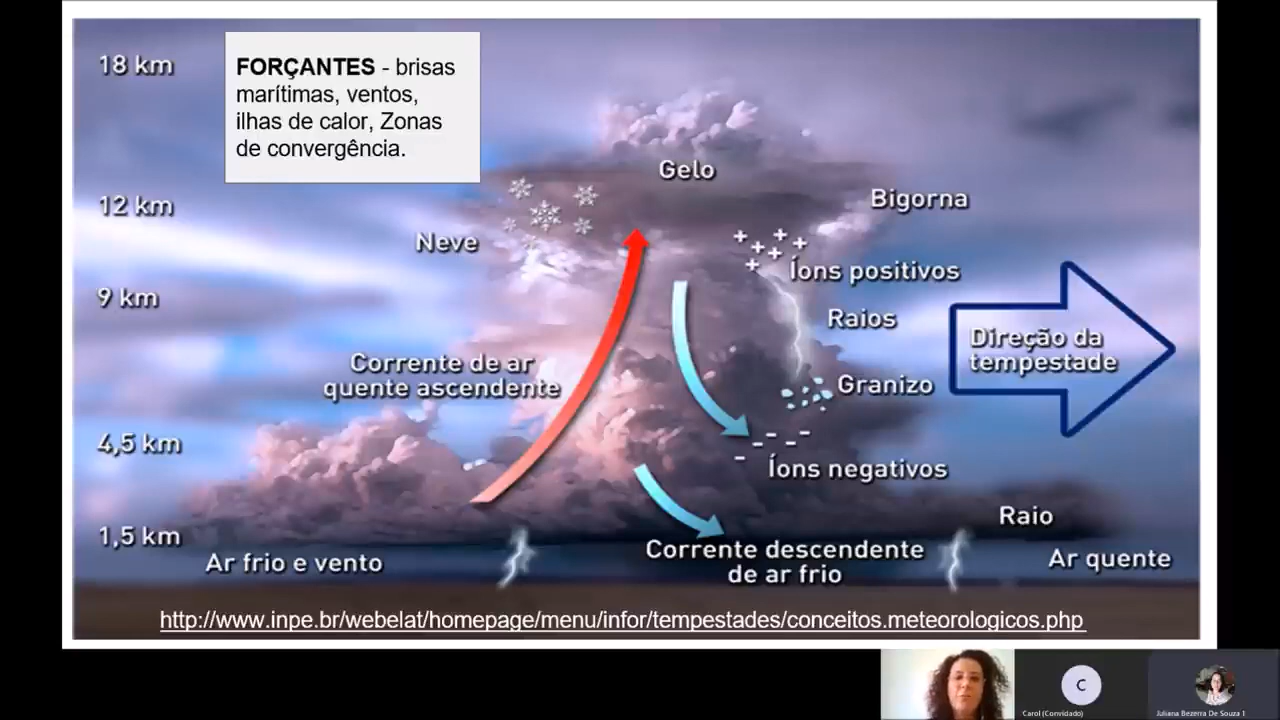 18 km
FORÇANTES - brisas
marítimas, ventos,
ilhas de calor, Zonas
de convergência.
Gelo
12 km
Bigorna
Neve
Íons positivos
9 km
Raios
Direção da
tempestade
Corrente de ar
quente ascendente
Granizo
4,5 km
Íons negativos
Raio
1,5 km
Ar frio e vento
Corrente descendente
de ar frio
Ar quente
http://www.inpe.br/webelat/homepage/menu/infor/tempestades/conceitos.meteorologicos.php
C
Carol (Convidado)
Juliana Bezerra De Souza 1